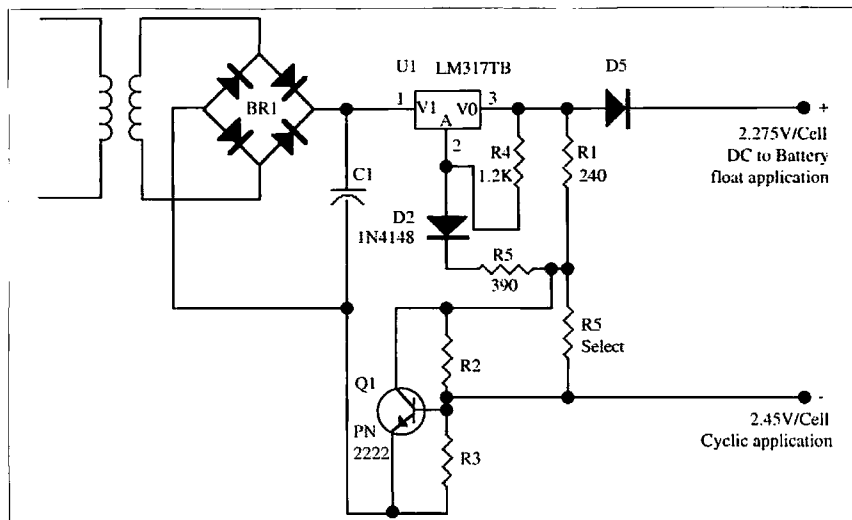 U1 LM317TB D5
BR1
1 V1 V0 3
A
2
+
2.275V/Cell
DC to Battery
float application
R4
1.2K
R1
240
C1
D2
1N4148
R5
390
R5
Select
R2
Q1
PN
2222
R3
-
2.45V/Cell
Cyclic application